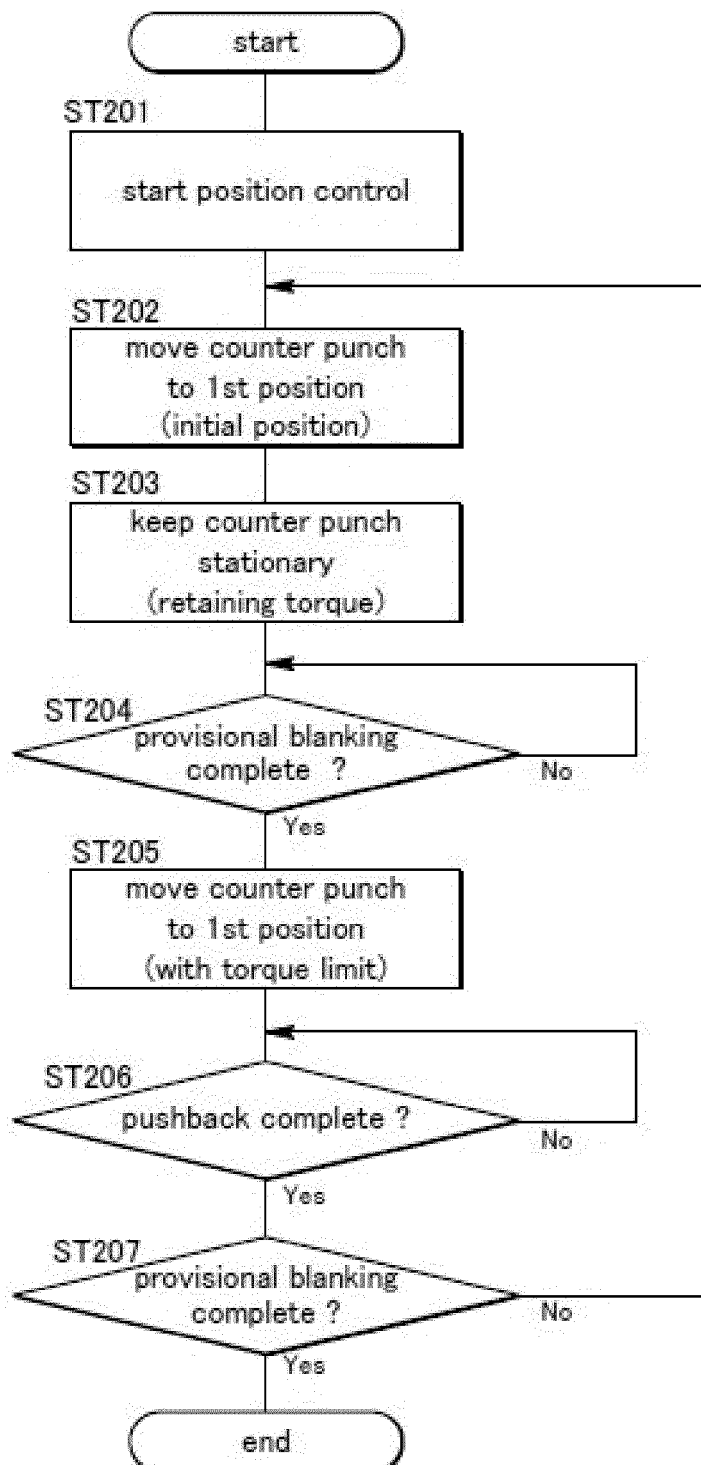 start
ST201
start position control
ST202
move counter punch
to 1st position
(initial position)
ST203
keep counter punch
stationary
(retaining torque)
ST204
provisional blanking
complete ?
No
Yes
ST205
move counter punch
to 1st position
(with torque limit)
ST206
pushback complete ?
No
Yes
ST207
provisional blanking
complete ?
No
Yes
end